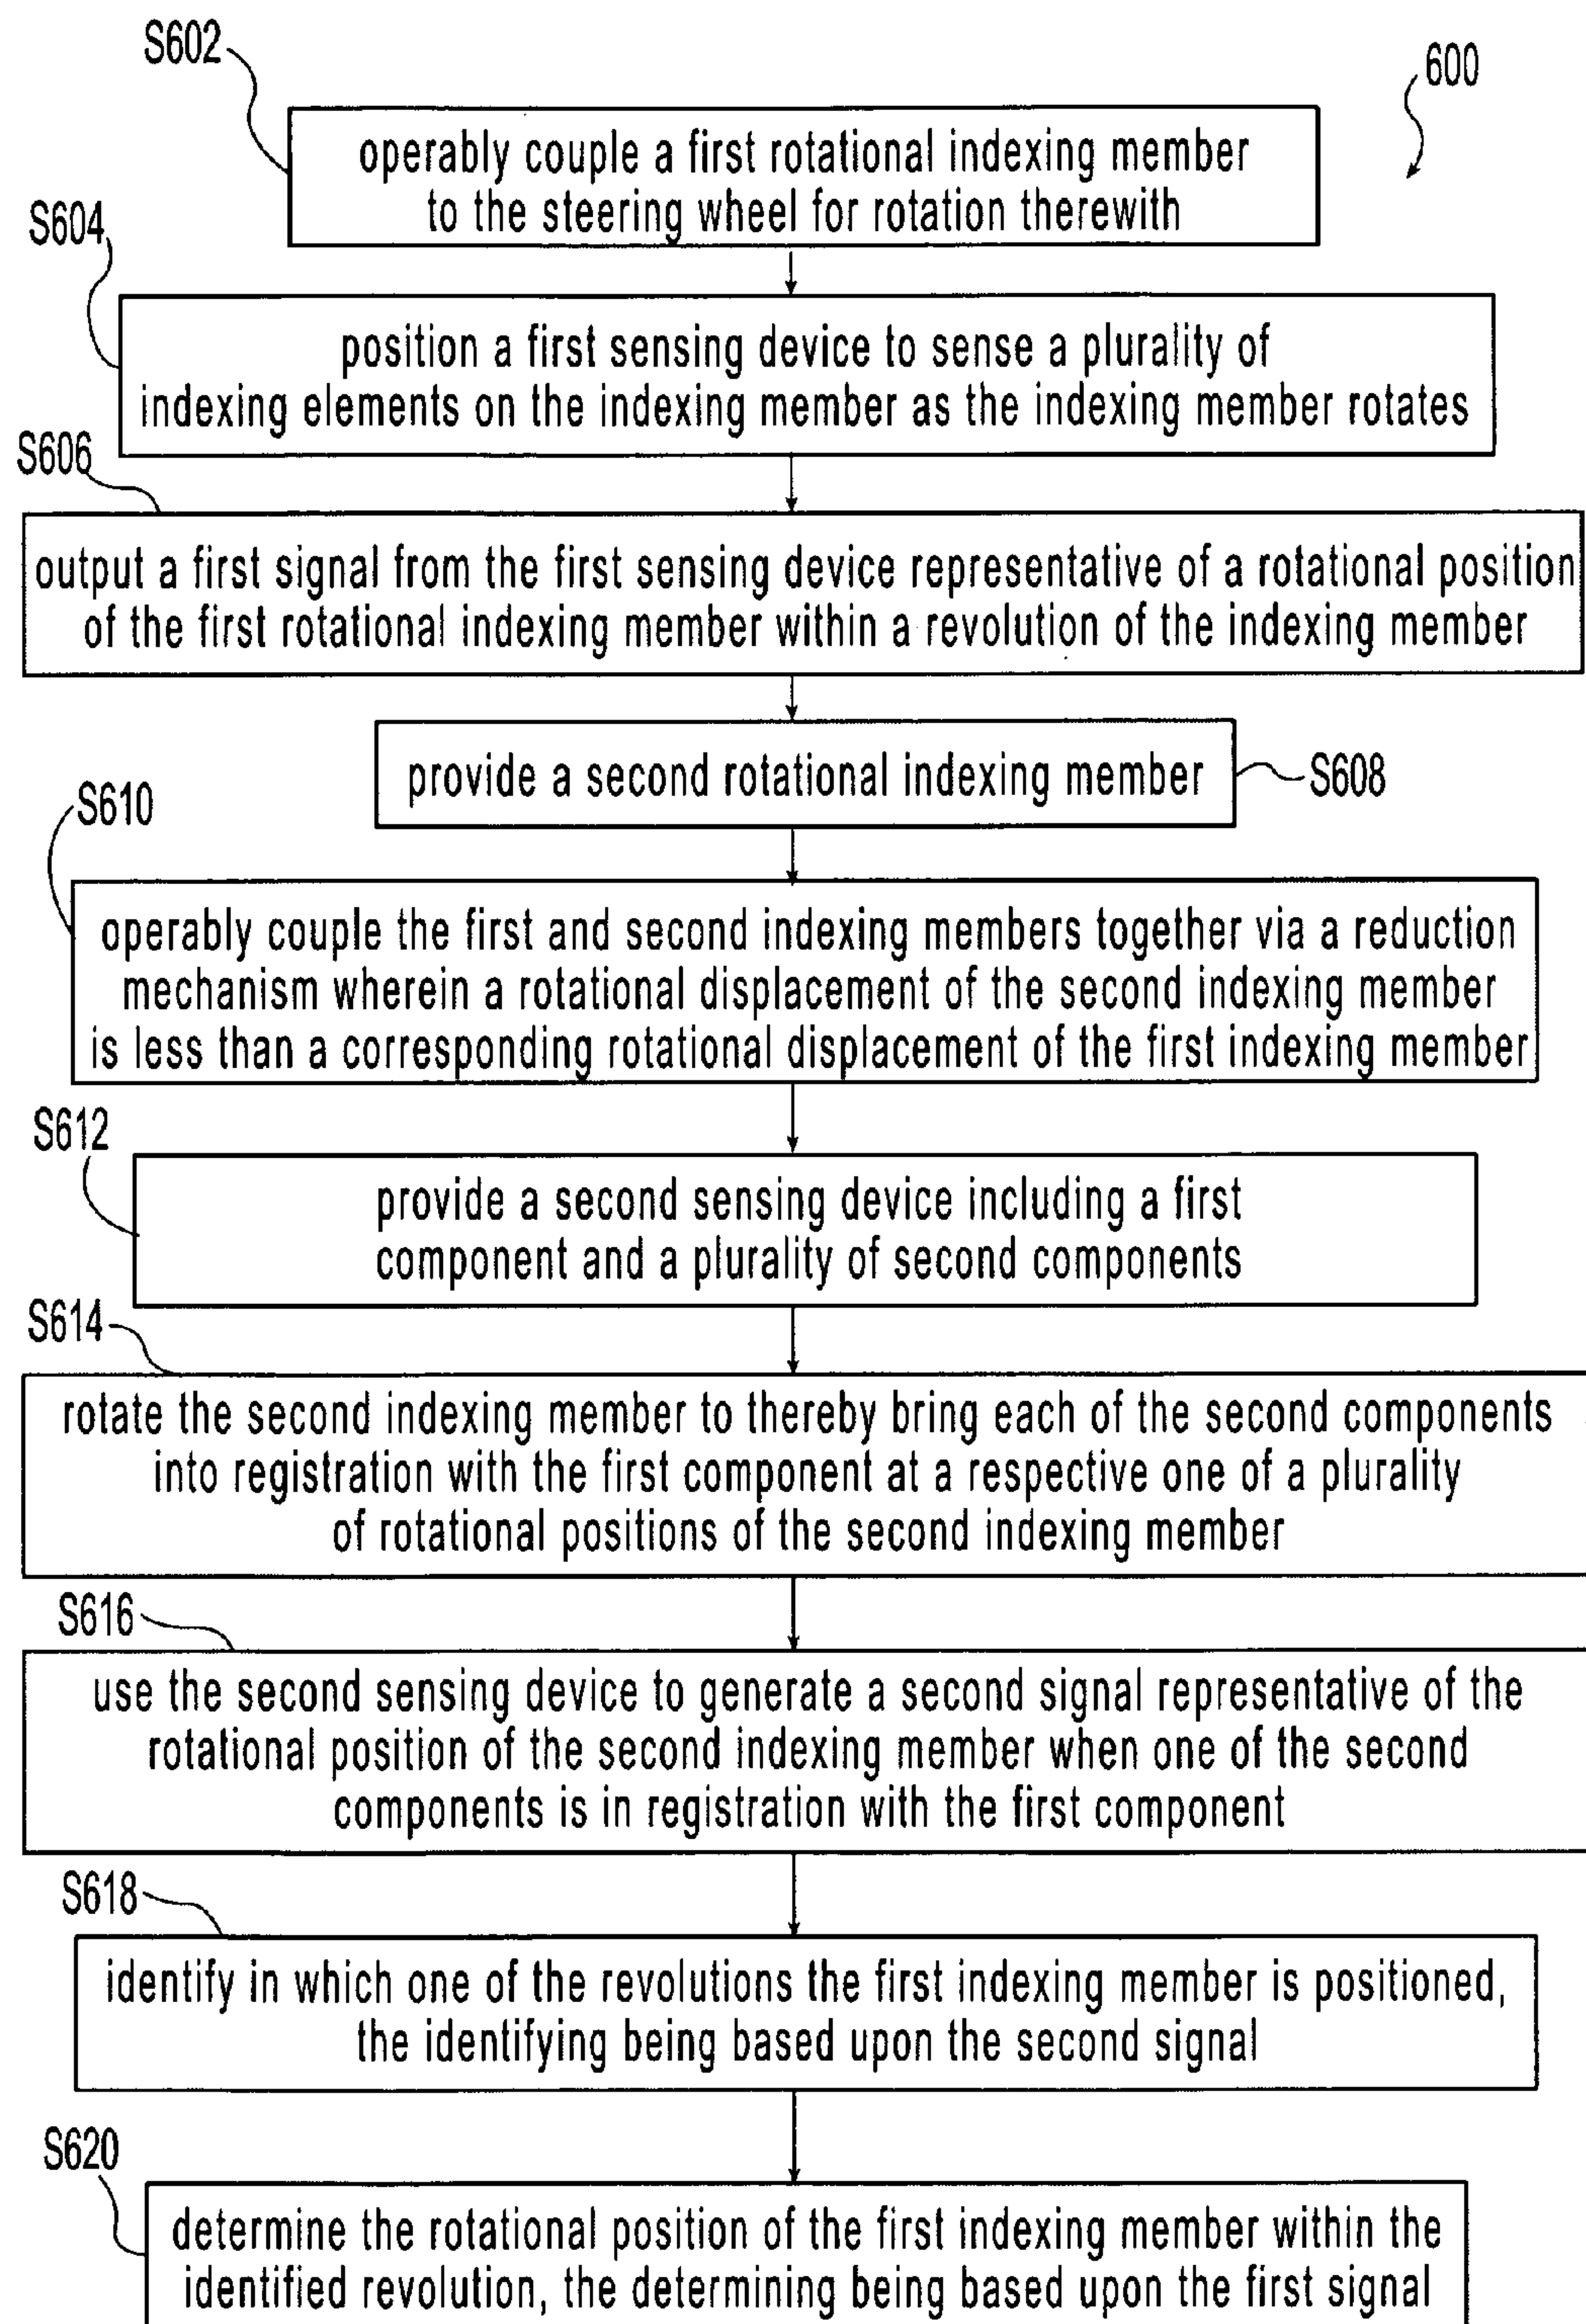 S602
600
operably couple a first rotational indexing member
to the steering wheel for rotation therewith
S604
position a first sensing device to sense a plurality of
indexing elements on the indexing member as the indexing member rotates
S606
output a first signal from the first sensing device representative of a rotational position
of the first rotational indexing member within a revolution of the indexing member
provide a second rotational indexing member
S608
S610
operably couple the first and second indexing members together via a reduction
mechanism wherein a rotational displacement of the second indexing member
is less than a corresponding rotational displacement of the first indexing member
S612
provide a second sensing device including a first
component and a plurality of second components
S614
rotate the second indexing member to thereby bring each of the second components
into registration with the first component at a respective one of a plurality
of rotational positions of the second indexing member
S616
use the second sensing device to generate a second signal representative of the
rotational position of the second indexing member when one of the second
components is in registration with the first component
S618
identify in which one of the revolutions the first indexing member is positioned,
the identifying being based upon the second signal
S620
determine the rotational position of the first indexing member within the
identified revolution, the determining being based upon the first signal